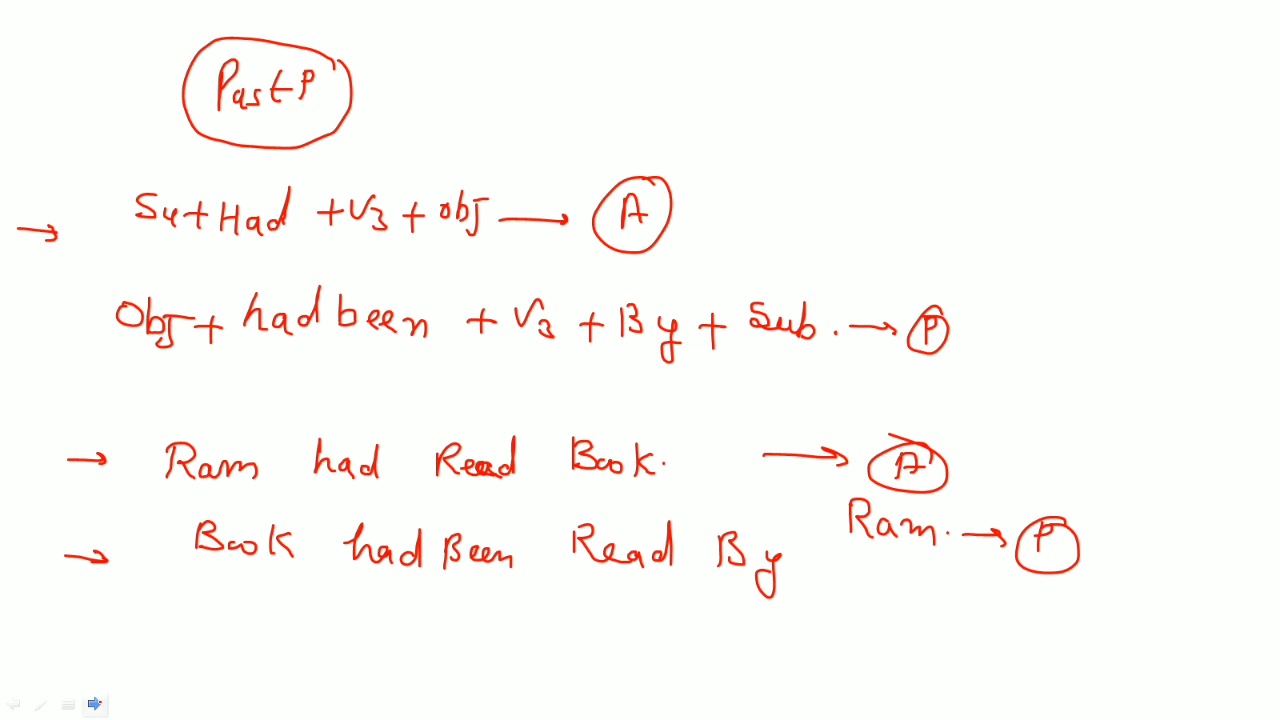 Past P
Su + Had + V3 + obj → A
Obj + had been + V3 + By + Sub. → P
→ Ram had Read Book. → A
→ Book had Been Read By Ram. → P